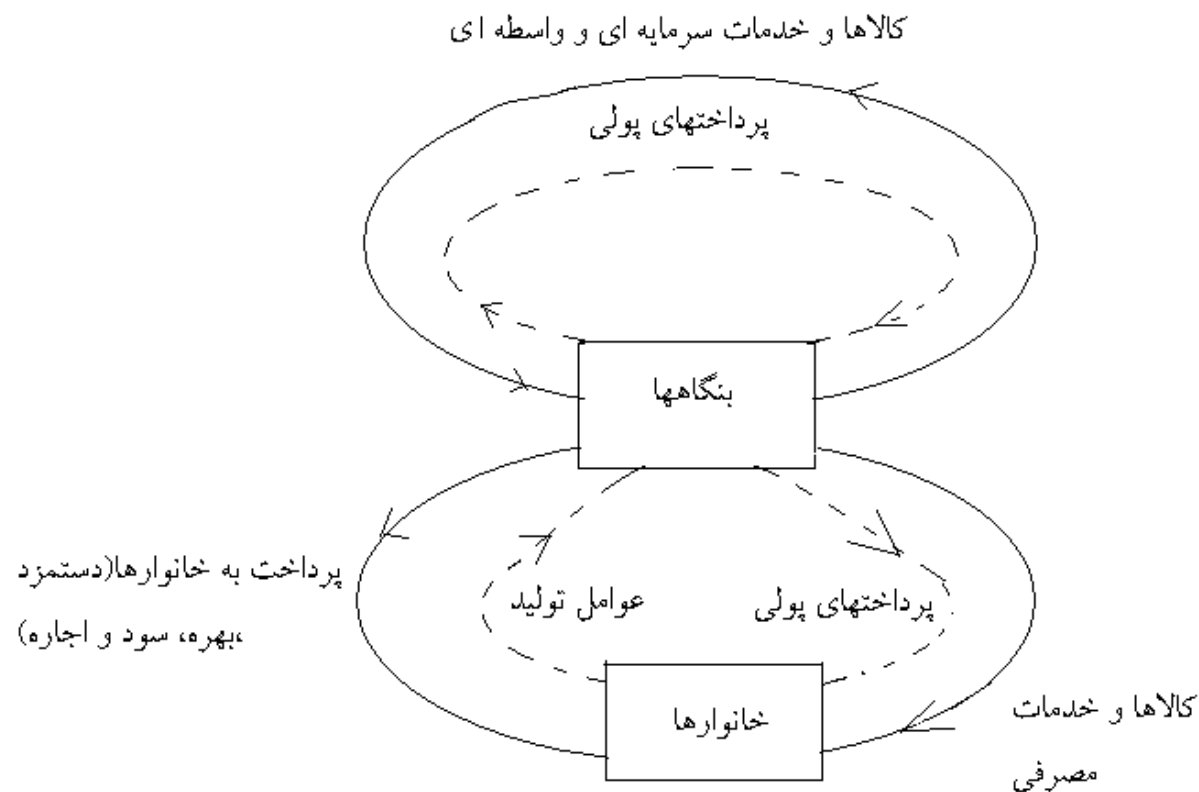 کالاها و خدمات سرمایه ای و واسطه ای
پرداختهای پولی
بنگاهها
پرداخت به خانوارها(دستمزد
،بهره، سود و اجاره)
عوامل تولید
پرداختهای پولی
خانوارها
کالاها و خدمات
مصرفی